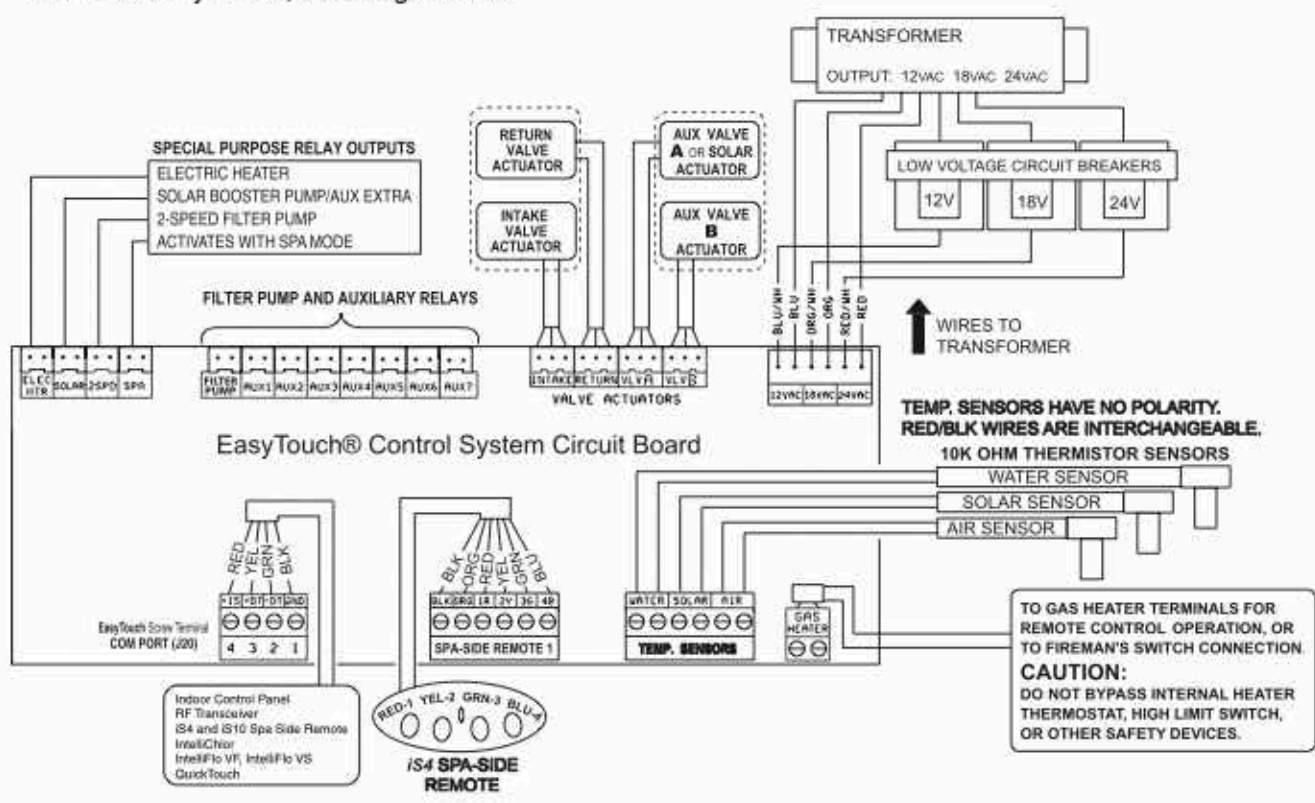 TRANSFORMER
OUTPUT: 12VAC 18VAC 24VAC
SPECIAL PURPOSE RELAY OUTPUTS
ELECTRIC HEATER
SOLAR BOOSTER PUMP/AUX EXTRA
2-SPEED FILTER PUMP
ACTIVATES WITH SPA MODE
RETURN
VALVE
ACTUATOR
INTAKE
VALVE
ACTUATOR
AUX VALVE
A OR SOLAR
ACTUATOR
AUX VALVE
B
ACTUATOR
LOW VOLTAGE CIRCUIT BREAKERS
12V 18V 24V
BLU/WH
BLU
ORG/WH
ORG
RED/WH
RED
WIRES TO
TRANSFORMER
FILTER PUMP AND AUXILIARY RELAYS
ELEC
HTR SOLAR 2SPD SPA
FILTER
PUMP AUX1 AUX2 AUX3 AUX4 AUX5 AUX6 AUX7
INTAKE RETURN VLVA VLVB
VALVE ACTUATORS
12VAC 18VAC 24VAC
EasyTouch® Control System Circuit Board
TEMP. SENSORS HAVE NO POLARITY.
RED/BLK WIRES ARE INTERCHANGEABLE.
10K OHM THERMISTOR SENSORS
WATER SENSOR
SOLAR SENSOR
AIR SENSOR
RED
YEL
GRN
BLK
+15 +DT -DT GND
EasyTouch Screw Terminal
COM PORT (J20)
4 3 2 1
BLK
ORG
RED
YEL
GRN
BLU
BLK ORG 1R 2Y 3G 4B
SPA-SIDE REMOTE 1
WATER SOLAR AIR
TEMP. SENSORS
GAS
HEATER
TO GAS HEATER TERMINALS FOR
REMOTE CONTROL OPERATION, OR
TO FIREMAN'S SWITCH CONNECTION.
CAUTION:
DO NOT BYPASS INTERNAL HEATER
THERMOSTAT, HIGH LIMIT SWITCH,
OR OTHER SAFETY DEVICES.
Indoor Control Panel
RF Transceiver
iS4 and iS10 Spa Side Remote
IntelliChlor
IntelliFlo VF, IntelliFlo VS
QuickTouch
RED-1 YEL-2 GRN-3 BLU-4
iS4 SPA-SIDE
REMOTE